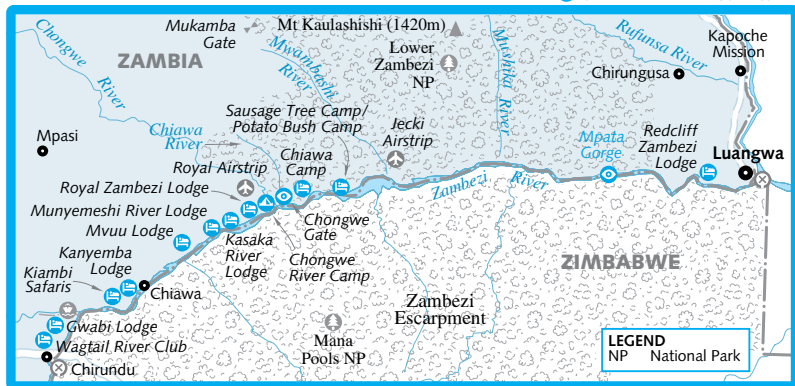 Mukamba
Gate
Mt Kaulashishi (1420m)
Kapoche
Mission
Chongwe
River
ZAMBIA
Mwambashi
River
Lower
Zambezi
NP
Mushika River
Rufunsa River
Chirungusa
Sausage Tree Camp/
Potato Bush Camp
Jecki
Airstrip
Mpasi
Chiawa
River
Chiawa
Camp
Mpata
Gorge
Redcliff
Zambezi
Lodge
Luangwa
Royal Airstrip
Royal Zambezi Lodge
Zambezi River
Munyemeshi River Lodge
Mvuu Lodge
Chongwe
Gate
Kasaka
River
Lodge
Chongwe
River Camp
ZIMBABWE
Kanyemba
Lodge
Kiambi
Safaris
Chiawa
Zambezi
Escarpment
Gwabi Lodge
Wagtail River Club
Mana
Pools NP
Chirundu
LEGEND
NP National Park